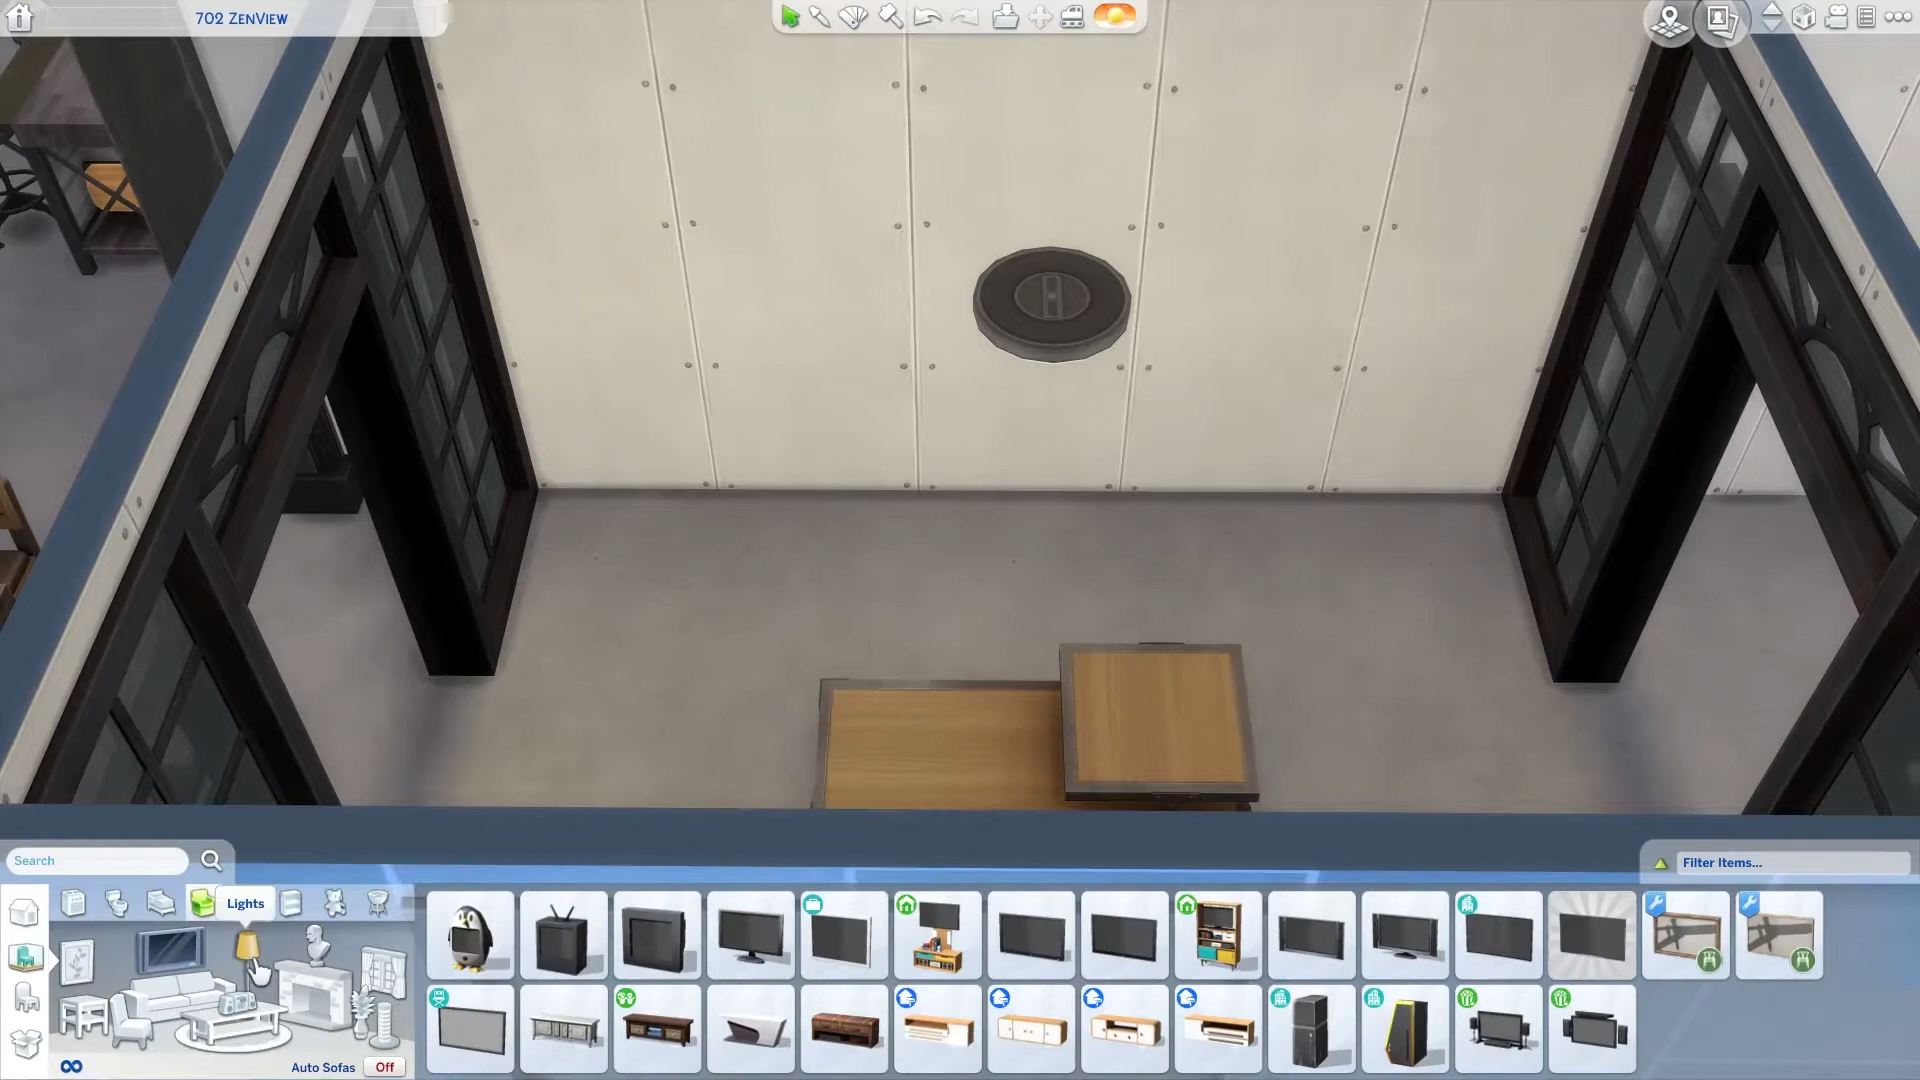 702 ZenView
Search
Filter Items...
Lights
Auto Sofas
Off